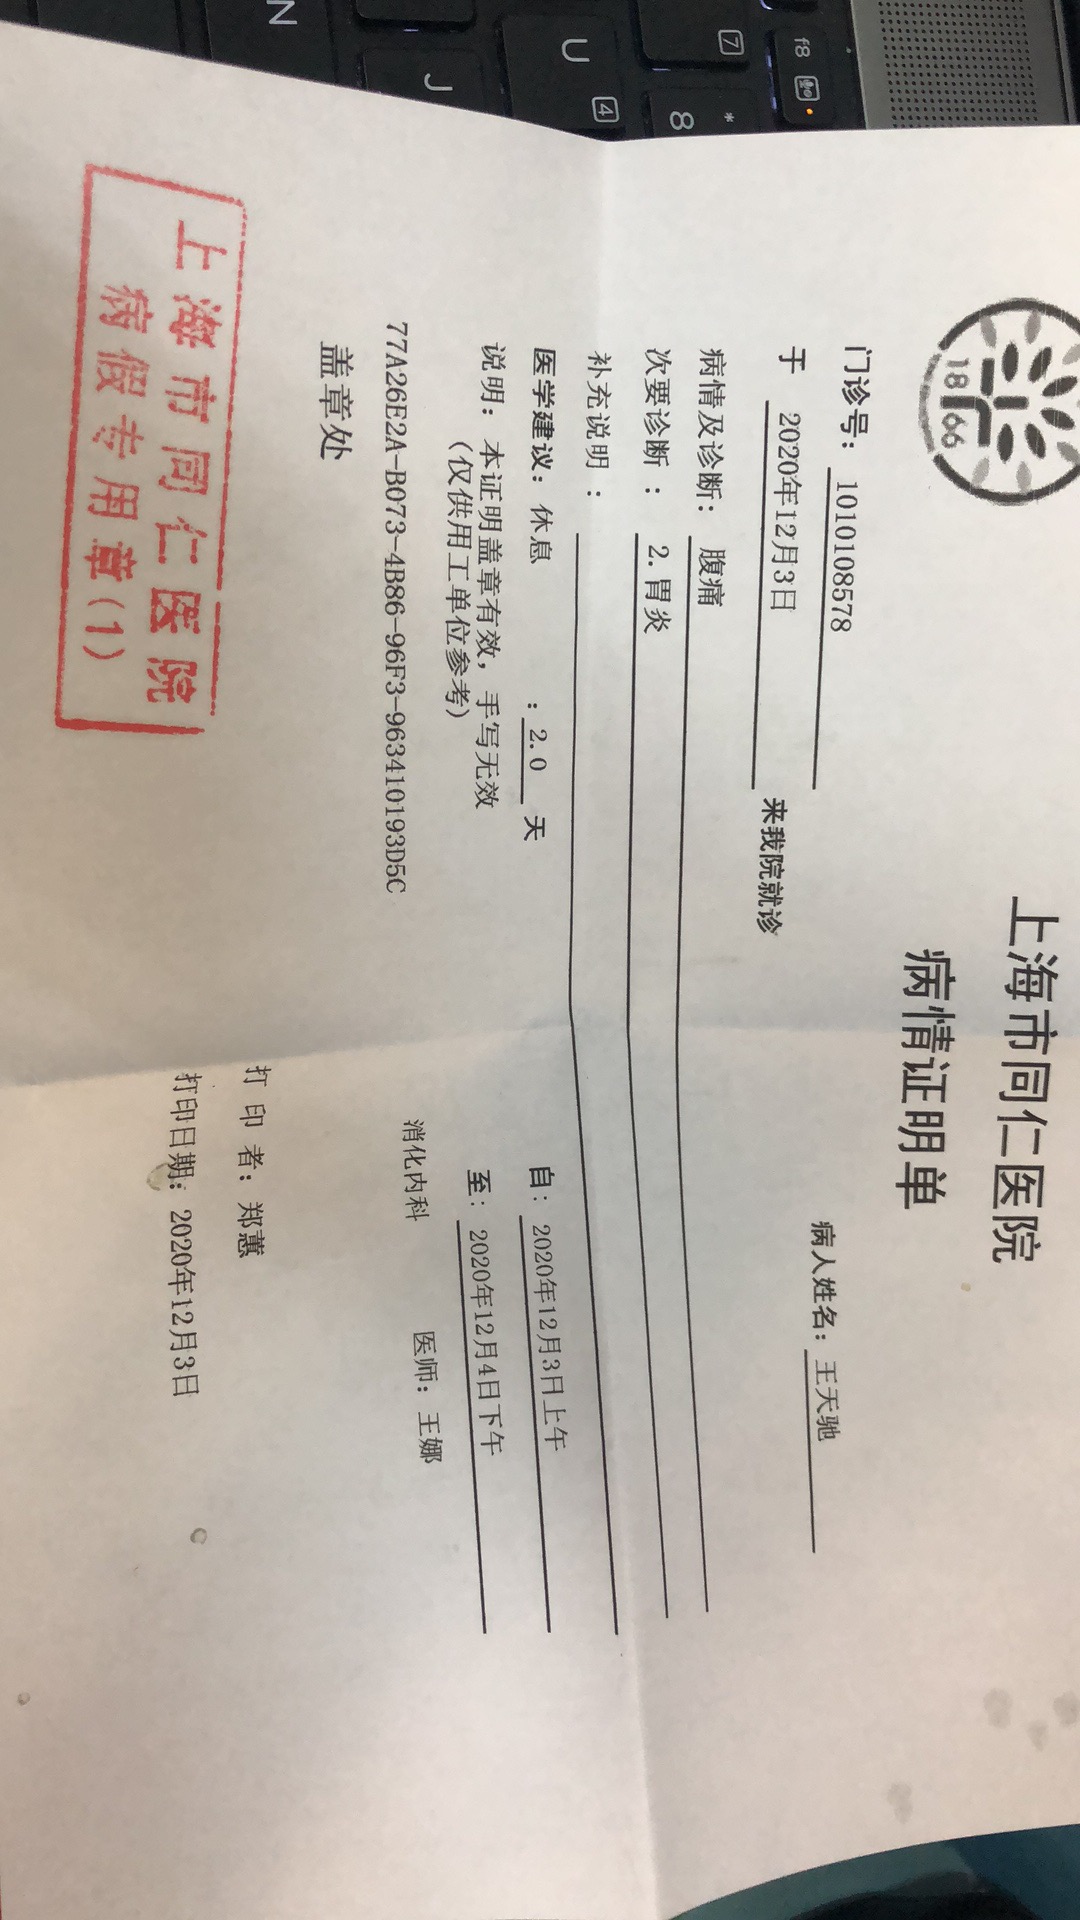 上海市同仁医院
病情证明单
1866
门诊号：1010108578 病人姓名：王天驰
于 2020年12月3日 来我院就诊
病情及诊断： 腹痛
次要诊断 ： 2.胃炎
补充说明 ：
医学建议：休息 ：2.0 天 自：2020年12月3日上午
说明：本证明盖章有效，手写无效 至：2020年12月4日下午
（仅供用工单位参考）
77A26E2A-B073-4B86-96F3-963410193D5C 消化内科 医师：王娜
盖章处
打 印 者：郑蕙
打印日期：2020年12月3日
上海市同仁医院
病假专用章(1)
N
J
U
4
7
8
*
f8